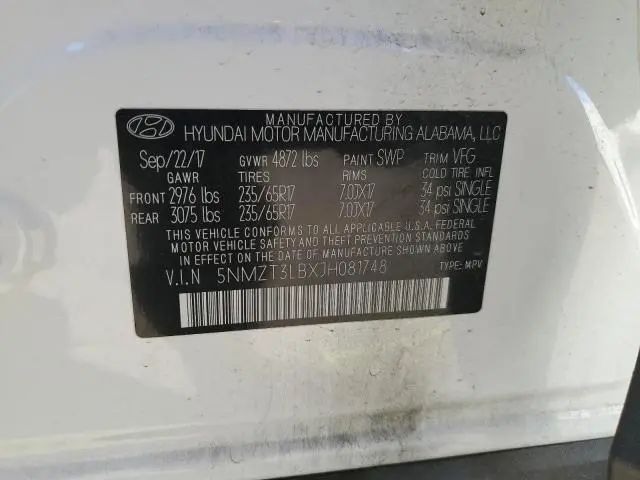 MANUFACTURED BY
HYUNDAI MOTOR MANUFACTURING ALABAMA, LLC
Sep/22/17 GVWR 4872 lbs PAINT SWP TRIM VFG
GAWR TIRES RIMS COLD TIRE INFL
FRONT 2976 lbs 235/65R17 7.0JX17 34 psi SINGLE
REAR 3075 lbs 235/65R17 7.0JX17 34 psi SINGLE
THIS VEHICLE CONFORMS TO ALL APPLICABLE U.S.A. FEDERAL
MOTOR VEHICLE SAFETY, BUMPER, AND THEFT PREVENTION STANDARDS
IN EFFECT ON THE DATE OF MANUFACTURE SHOWN ABOVE.
V.I.N 5NMZT3LBXJH081748 TYPE: MPV